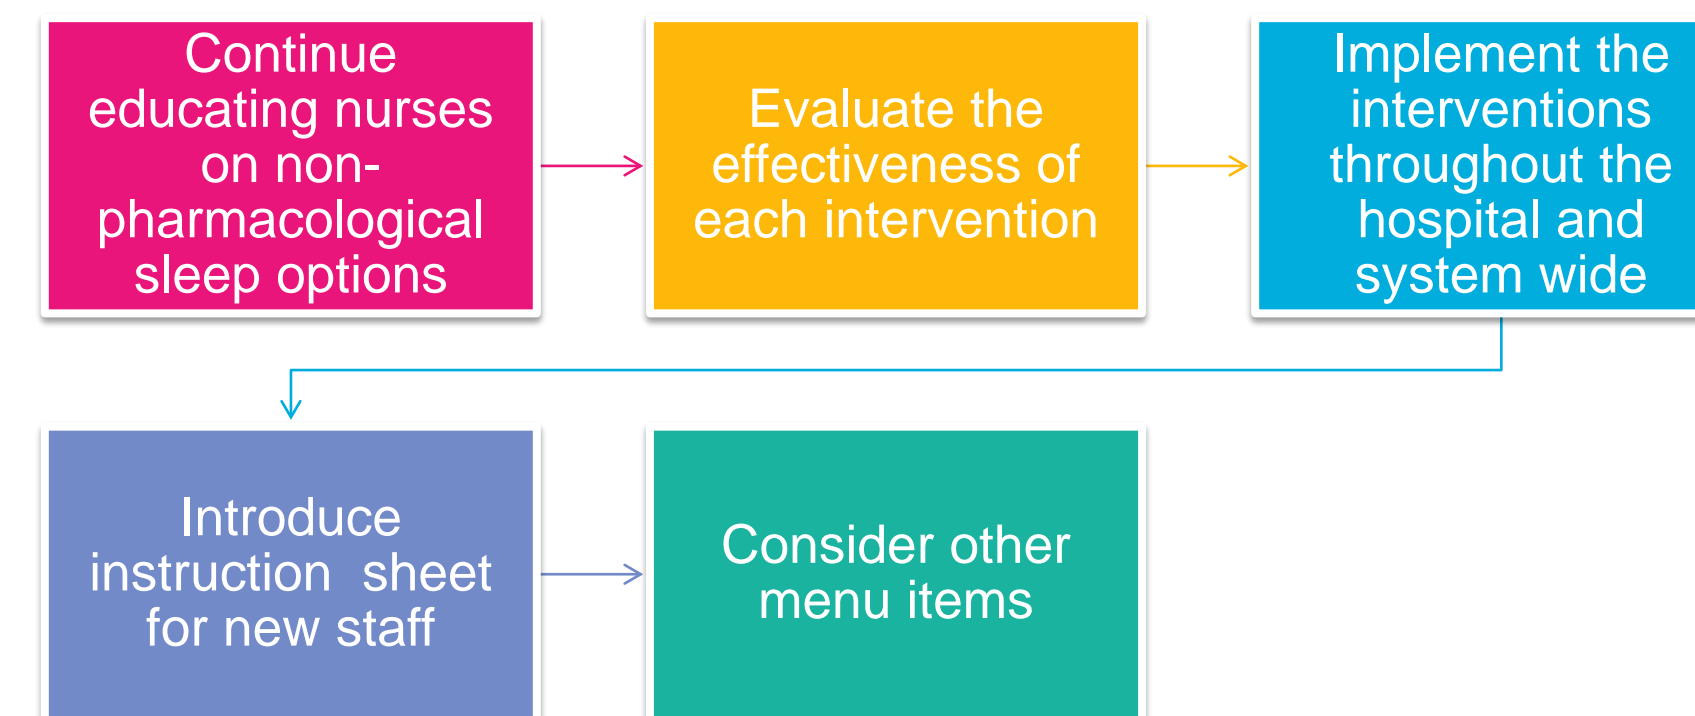 Continue
educating nurses
on non-
pharmacological
sleep options
Evaluate the
effectiveness of
each intervention
Implement the
interventions
throughout the
hospital and
system wide
Introduce
instruction  sheet
for new staff
Consider other
menu items